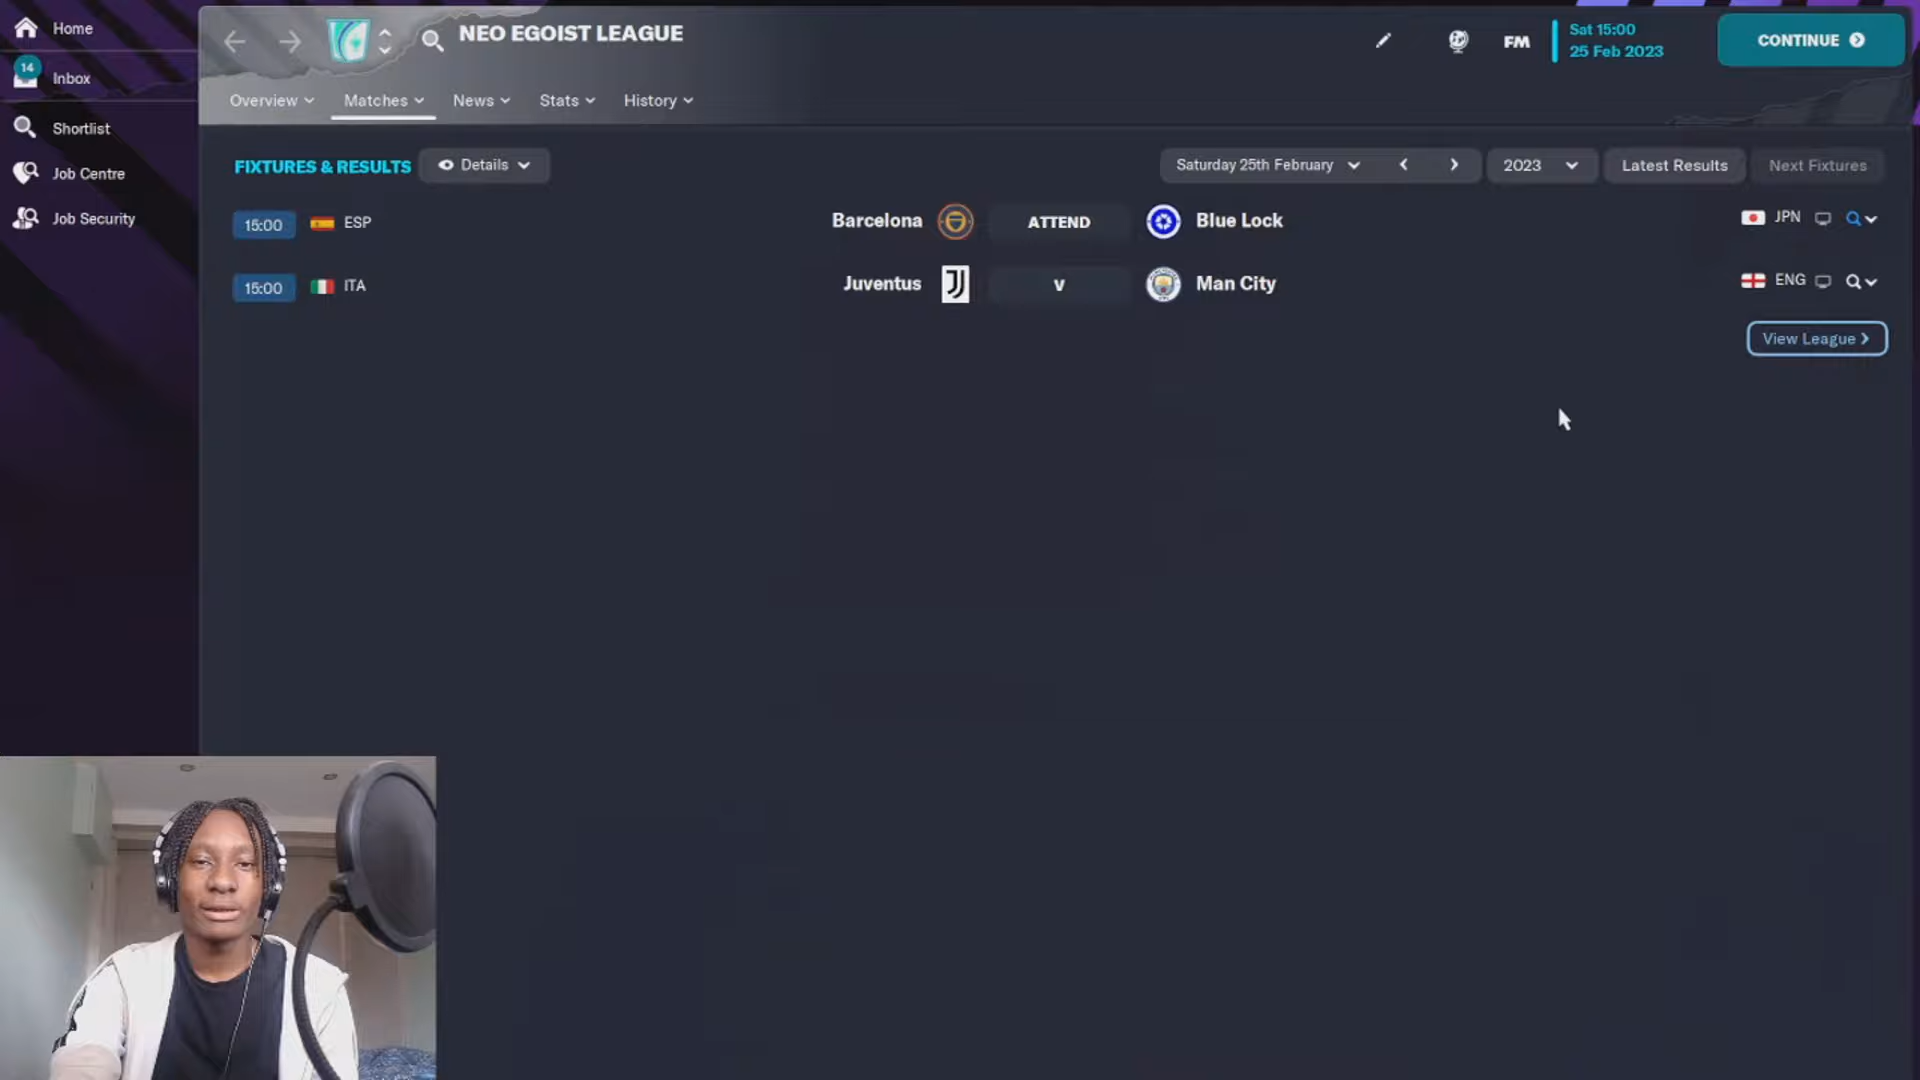 Home
14
Inbox
Shortlist
Job Centre
Job Security
NEO EGOIST LEAGUE
FM
Sat 15:00
25 Feb 2023
CONTINUE
Overview
Matches
News
Stats
History
FIXTURES & RESULTS
Details
Saturday 25th February
2023
Latest Results
Next Fixtures
15:00 ESP Barcelona ATTEND Blue Lock JPN
15:00 ITA Juventus v Man City ENG
View League